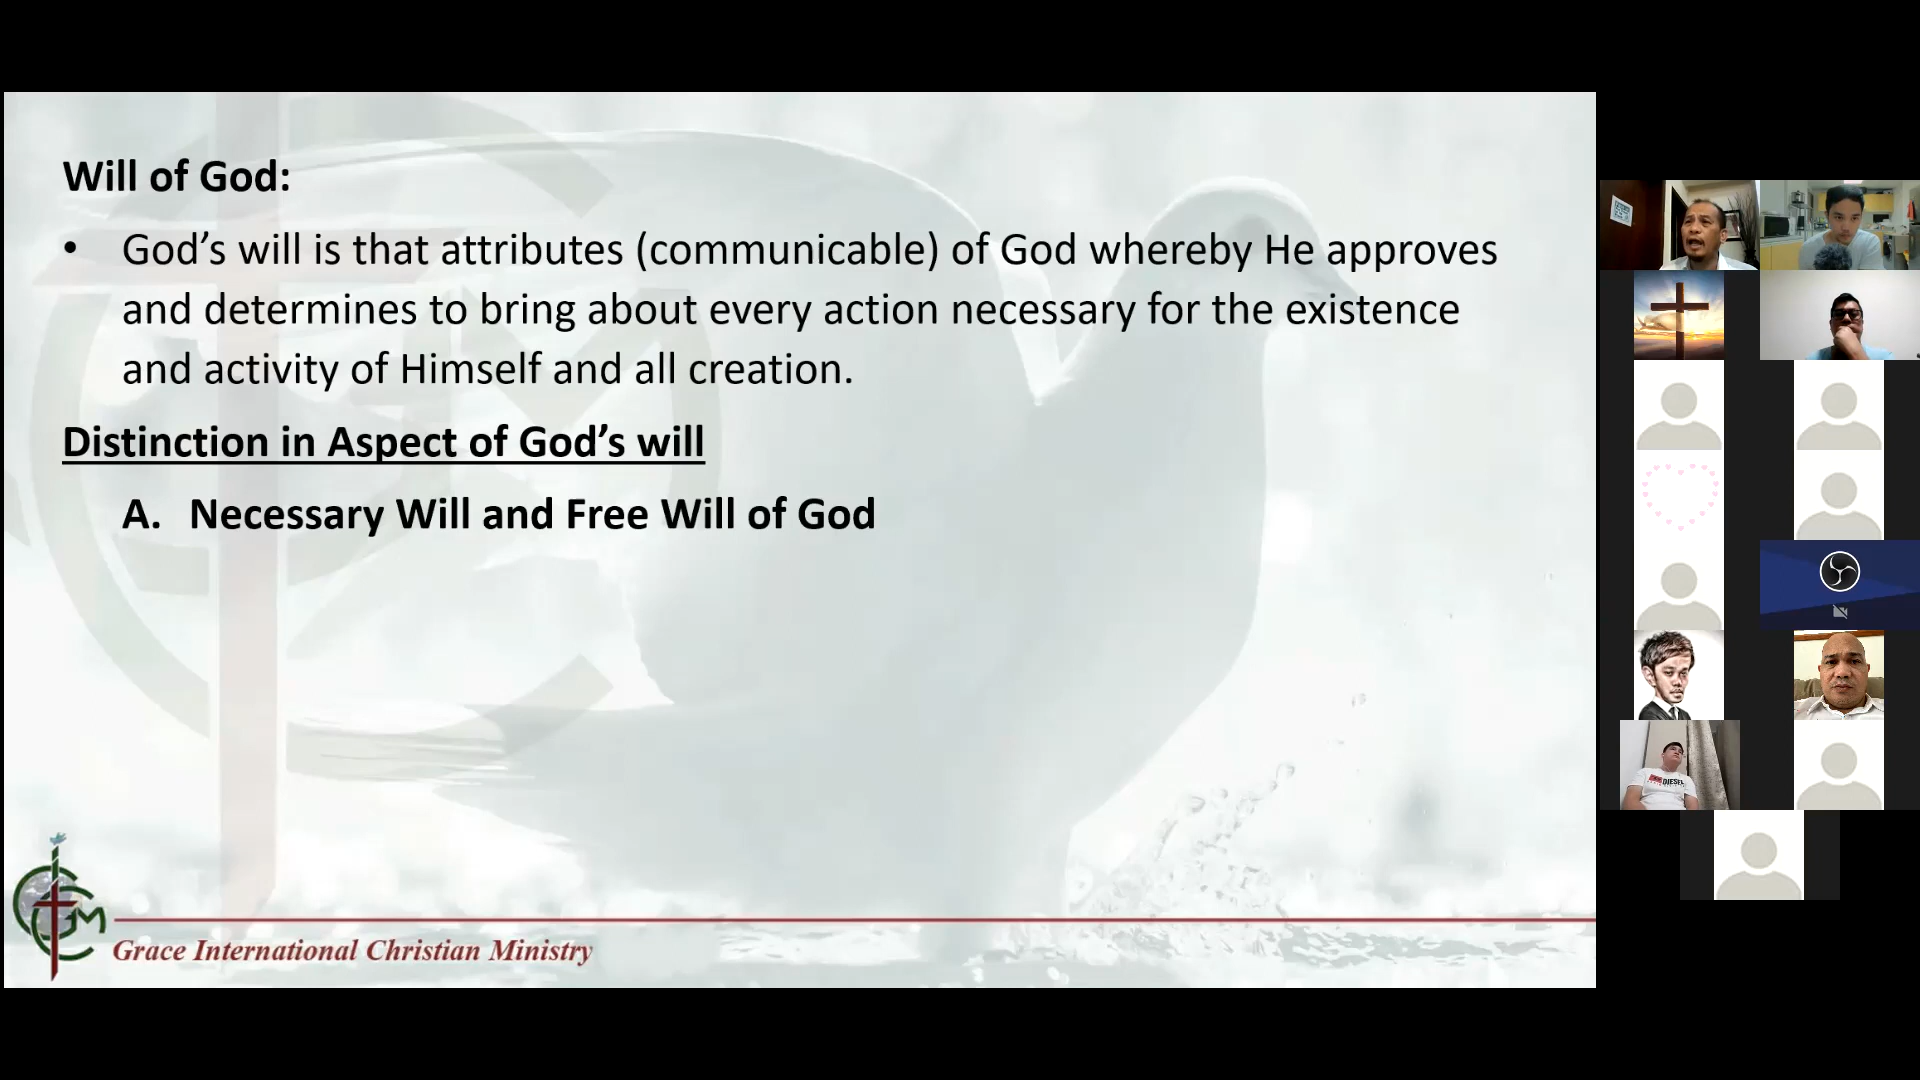 Will of God:
• God’s will is that attributes (communicable) of God whereby He approves
and determines to bring about every action necessary for the existence
and activity of Himself and all creation.
Distinction in Aspect of God’s will
A. Necessary Will and Free Will of God
GICM
Grace International Christian Ministry
DIESEL